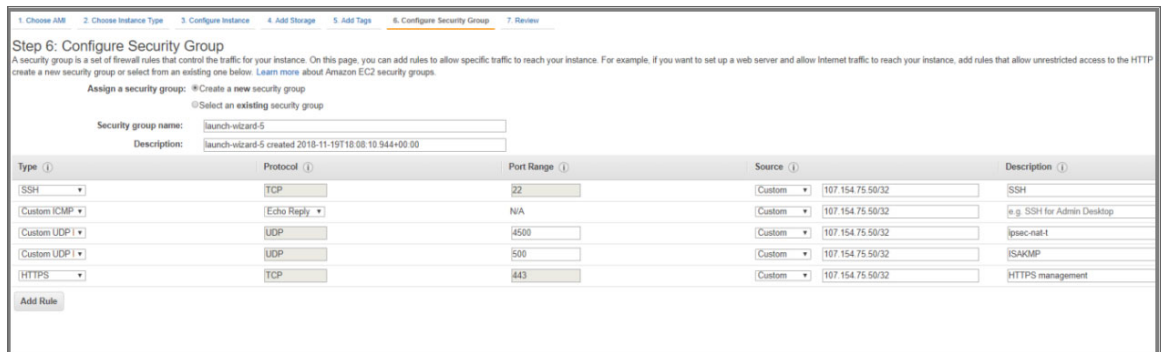 1. Choose AMI 2. Choose Instance Type 3. Configure Instance 4. Add Storage 5. Add Tags 6. Configure Security Group 7. Review
Step 6: Configure Security Group
A security group is a set of firewall rules that control the traffic for your instance. On this page, you can add rules to allow specific traffic to reach your instance. For example, if you want to set up a web server and allow Internet traffic to reach your instance, add rules that allow unrestricted access to the HTTP
create a new security group or select from an existing one below. Learn more about Amazon EC2 security groups.
Assign a security group: Create a new security group
Select an existing security group
Security group name: launch-wizard-5
Description: launch-wizard-5 created 2018-11-19T18:08:10.944+00:00
Type Protocol Port Range Source Description
SSH TCP 22 Custom 107.154.75.50/32 SSH
Custom ICMP Echo Reply N/A Custom 107.154.75.50/32 e.g. SSH for Admin Desktop
Custom UDP UDP 4500 Custom 107.154.75.50/32 ipsec-nat-t
Custom UDP UDP 500 Custom 107.154.75.50/32 ISAKMP
HTTPS TCP 443 Custom 107.154.75.50/32 HTTPS management
Add Rule